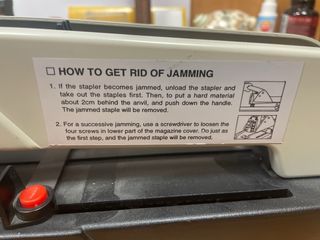 □ HOW TO GET RID OF JAMMING
1. If the stapler becomes jammed, unload the stapler and
take out the staples first. Then, to put a hard material
about 2cm behind the anvil, and push down the handle.
The jammed staple will be removed.
2. For a successive jamming, use a screwdriver to loosen the
four screws in lower part of the magazine cover. Do just as
the first step, and the jammed staple will be removed.